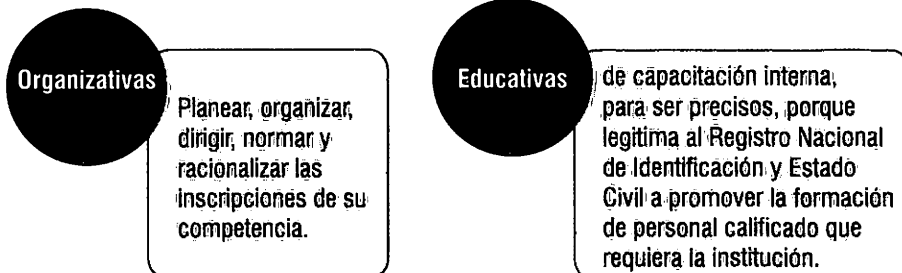 Organizativas
Planear, organizar,
dirigir, normar y
racionalizar las
inscripciones de su
competencia.
Educativas
de capacitación interna,
para ser precisos, porque
legitima al Registro Nacional
de Identificación y Estado
Civil a promover la formación
de personal calificado que
requiera la institución.